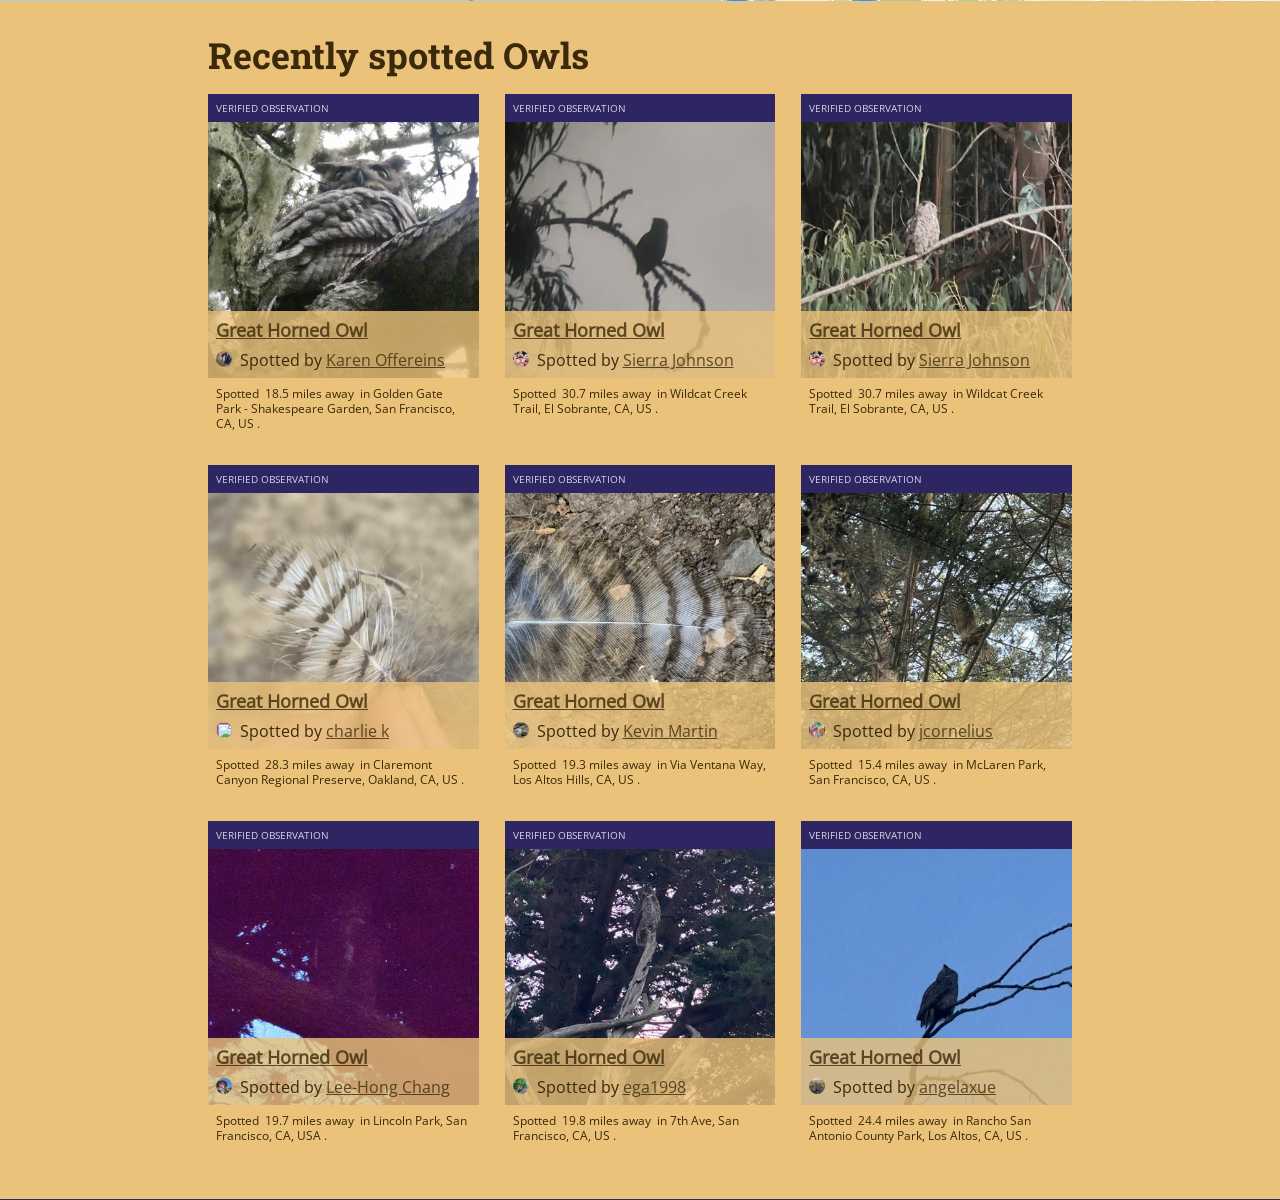 Recently spotted Owls
VERIFIED OBSERVATION
Great Horned Owl
Spotted by Karen Offereins
Spotted 18.5 miles away in Golden Gate
Park - Shakespeare Garden, San Francisco,
CA, US .
VERIFIED OBSERVATION
Great Horned Owl
Spotted by Sierra Johnson
Spotted 30.7 miles away in Wildcat Creek
Trail, El Sobrante, CA, US .
VERIFIED OBSERVATION
Great Horned Owl
Spotted by Sierra Johnson
Spotted 30.7 miles away in Wildcat Creek
Trail, El Sobrante, CA, US .
VERIFIED OBSERVATION
Great Horned Owl
Spotted by charlie k
Spotted 28.3 miles away in Claremont
Canyon Regional Preserve, Oakland, CA, US .
VERIFIED OBSERVATION
Great Horned Owl
Spotted by Kevin Martin
Spotted 19.3 miles away in Via Ventana Way,
Los Altos Hills, CA, US .
VERIFIED OBSERVATION
Great Horned Owl
Spotted by jcornelius
Spotted 15.4 miles away in McLaren Park,
San Francisco, CA, US .
VERIFIED OBSERVATION
Great Horned Owl
Spotted by Lee-Hong Chang
Spotted 19.7 miles away in Lincoln Park, San
Francisco, CA, USA .
VERIFIED OBSERVATION
Great Horned Owl
Spotted by ega1998
Spotted 19.8 miles away in 7th Ave, San
Francisco, CA, US .
VERIFIED OBSERVATION
Great Horned Owl
Spotted by angelaxue
Spotted 24.4 miles away in Rancho San
Antonio County Park, Los Altos, CA, US .